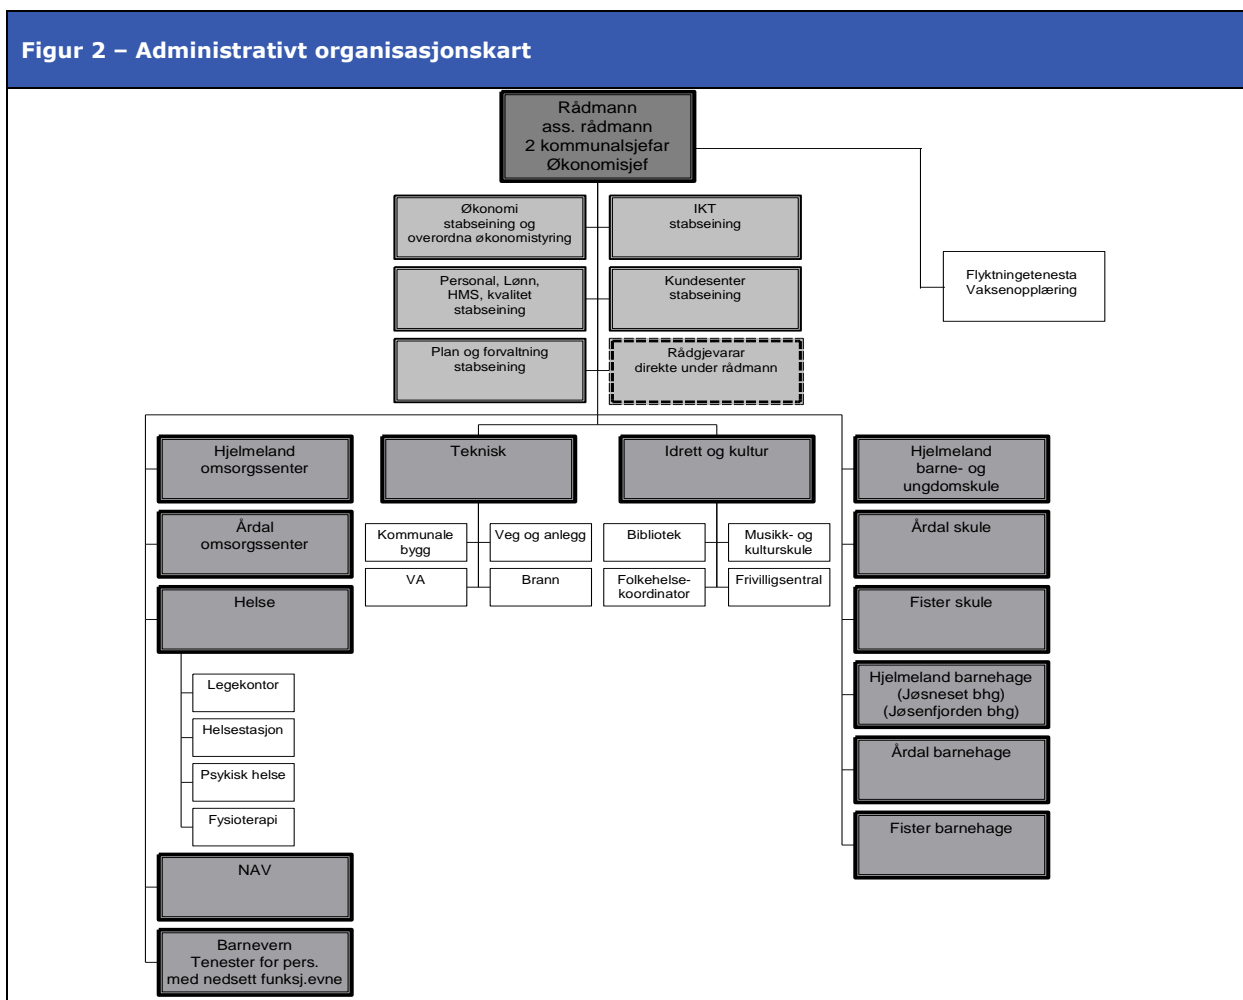 Figur 2 – Administrativt organisasjonskart
Rådmann
ass. rådmann
2 kommunalsjefar
Økonomisjef
Økonomi
stabseining og
overordna økonomistyring
IKT
stabseining
Personal, Lønn,
HMS, kvalitet
stabseining
Kundesenter
stabseining
Flyktningetenesta
Vaksenopplæring
Plan og forvaltning
stabseining
Rådgjevarar
direkte under rådmann
Hjelmeland
omsorgssenter
Årdal
omsorgssenter
Helse
Legekontor
Helsestasjon
Psykisk helse
Fysioterapi
NAV
Barnevern
Tenester for pers.
med nedsett funksj.evne
Teknisk
Kommunale
bygg
Veg og anlegg
VA
Brann
Idrett og kultur
Bibliotek
Musikk- og
kulturskule
Folkehelse-
koordinator
Frivilligsentral
Hjelmeland
barne- og
ungdomskule
Årdal skule
Fister skule
Hjelmeland barnehage
(Jøsneset bhg)
(Jøsenfjorden bhg)
Årdal barnehage
Fister barnehage